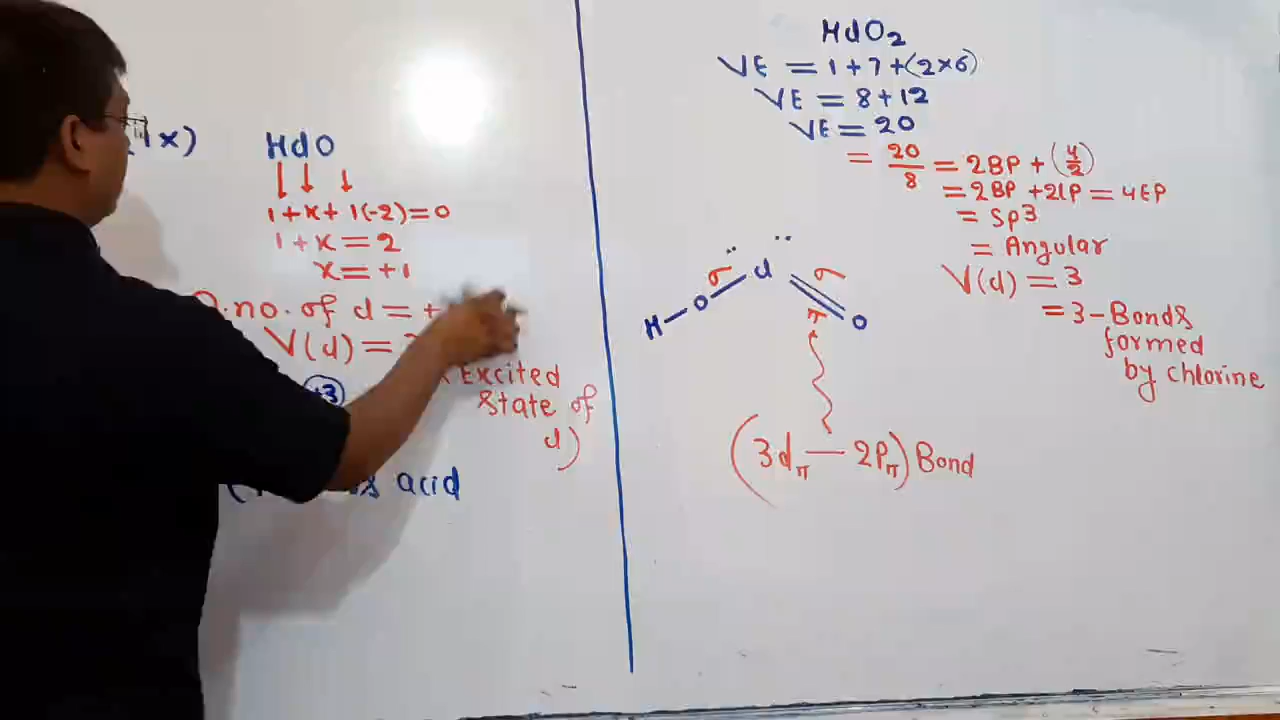 HClO
1+x+1(-2)=0
1+x=2
x=+1
no. of Cl = +
V(Cl) =
+3
Excited
state of
Cl)
acid
HClO2
VE = 1+7+(2×6)
VE = 8+12
VE = 20
= 20/8 = 2BP + (4/2)
= 2BP + 2LP = 4EP
= Sp3
= Angular
V(Cl) = 3
= 3-Bonds
formed
by chlorine
σ Cl σ
H-O π O
(3dπ — 2Pπ) Bond